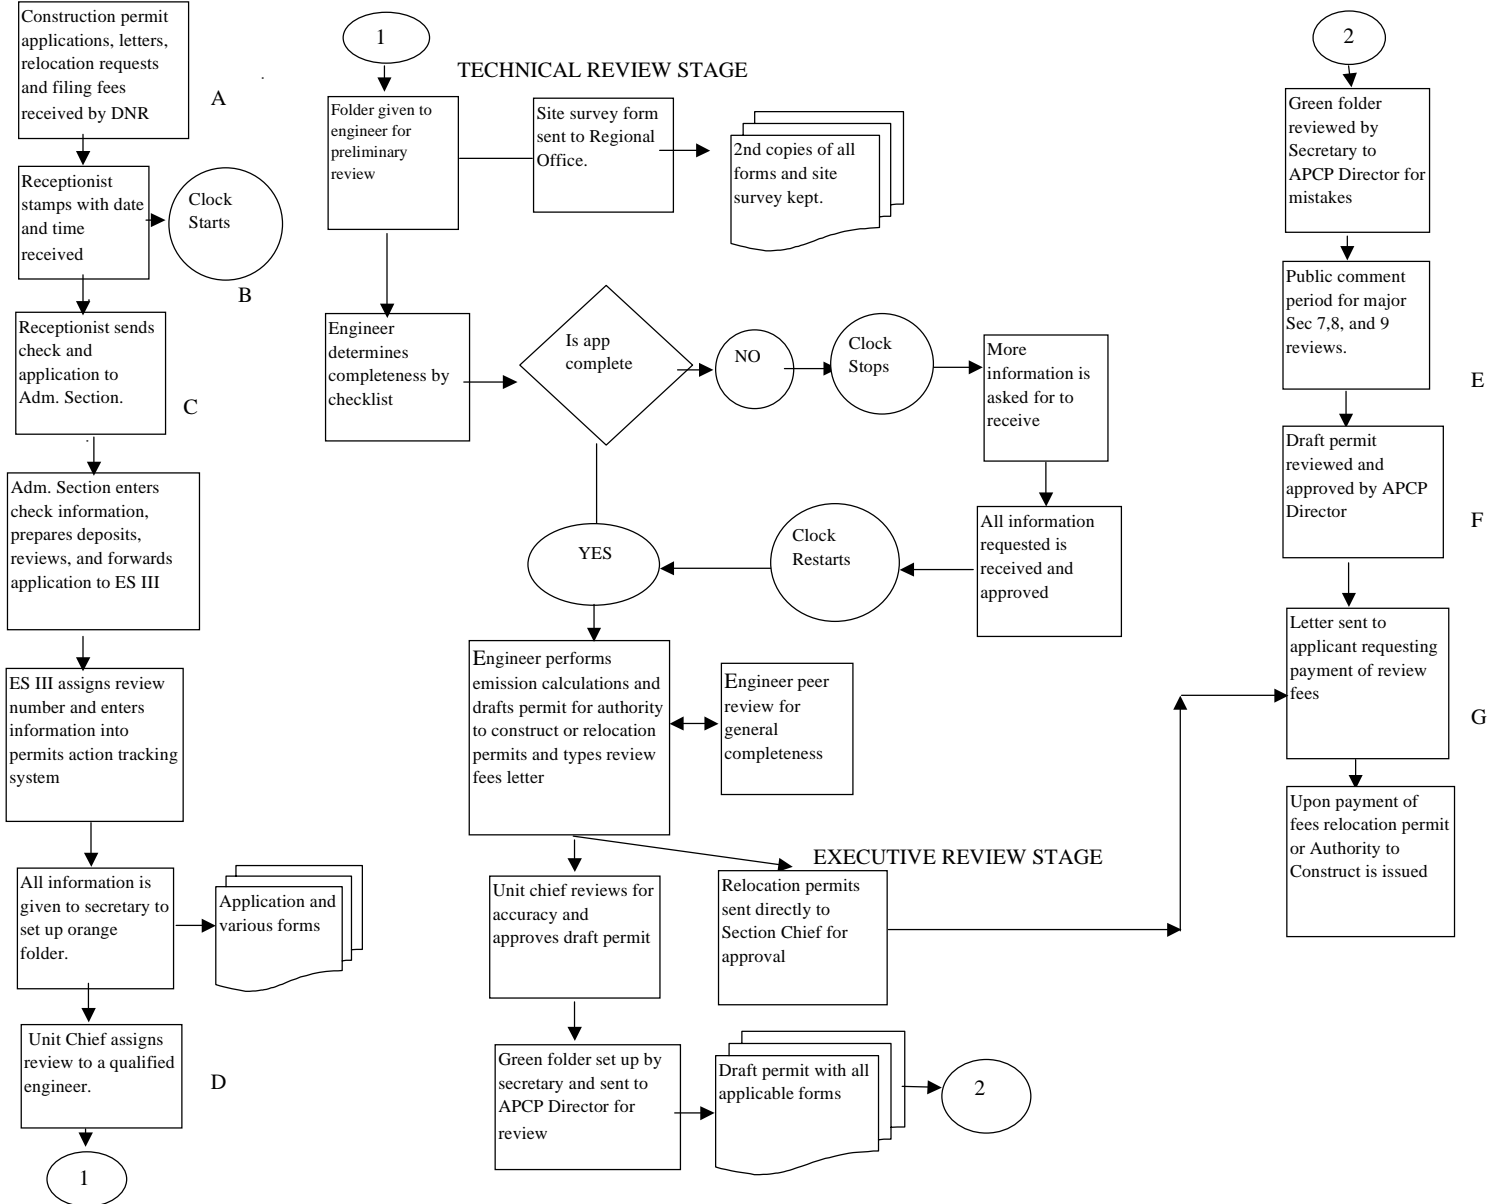 Construction permit
applications, letters,
relocation requests
and filing fees
received by DNR
A
Receptionist
stamps with date
and time
received
Clock
Starts
B
Receptionist sends
check and
application to
Adm. Section.
C
Adm. Section enters
check information,
prepares deposits,
reviews, and forwards
application to ES III
ES III assigns review
number and enters
information into
permits action tracking
system
All information is
given to secretary to
set up orange
folder.
Application and
various forms
Unit Chief assigns
review to a qualified
engineer.
D
1
1
TECHNICAL REVIEW STAGE
Folder given to
engineer for
preliminary
review
Site survey form
sent to Regional
Office.
2nd copies of all
forms and site
survey kept.
Engineer
determines
completeness by
checklist
Is app
complete
NO
Clock
Stops
More
information is
asked for to
receive
All information
requested is
received and
approved
Clock
Restarts
YES
Engineer performs
emission calculations and
drafts permit for authority
to construct or relocation
permits and types review
fees letter
Engineer peer
review for
general
completeness
EXECUTIVE REVIEW STAGE
Unit chief reviews for
accuracy and
approves draft permit
Relocation permits
sent directly to
Section Chief for
approval
Green folder set up by
secretary and sent to
APCP Director for
review
Draft permit with all
applicable forms
2
2
Green folder
reviewed by
Secretary to
APCP Director for
mistakes
Public comment
period for major
Sec 7,8, and 9
reviews.
E
Draft permit
reviewed and
approved by APCP
Director
F
Letter sent to
applicant requesting
payment of review
fees
G
Upon payment of
fees relocation permit
or Authority to
Construct is issued